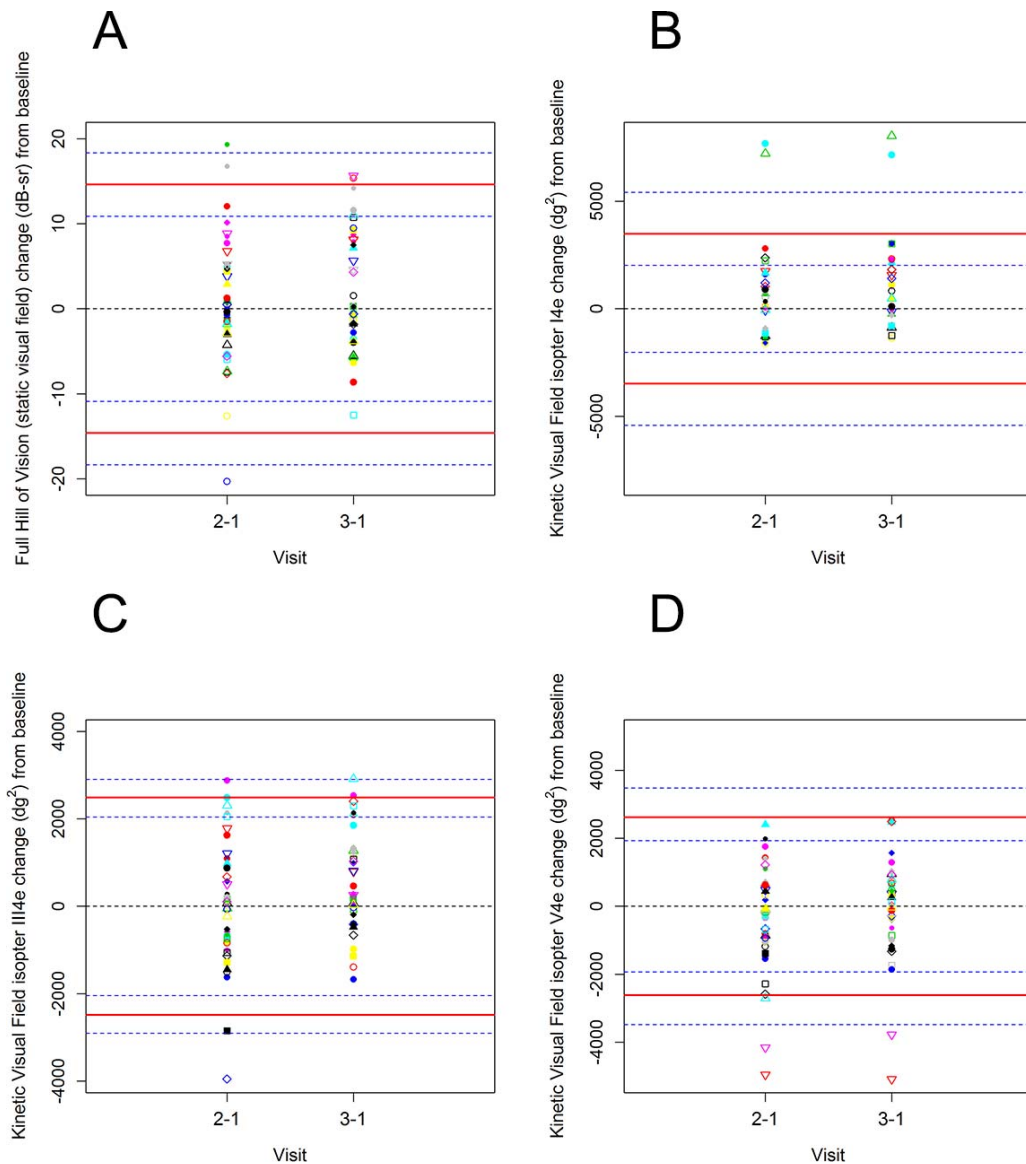 A
Full Hill of Vision (static visual field) change (dB-sr) from baseline
20
10
0
-10
-20
2-1 3-1
Visit
B
Kinetic Visual Field isopter I4e change (dg²) from baseline
5000
0
-5000
2-1 3-1
Visit
C
Kinetic Visual Field isopter III4e change (dg²) from baseline
4000
2000
0
-2000
-4000
2-1 3-1
Visit
D
Kinetic Visual Field isopter V4e change (dg²) from baseline
4000
2000
0
-2000
-4000
2-1 3-1
Visit